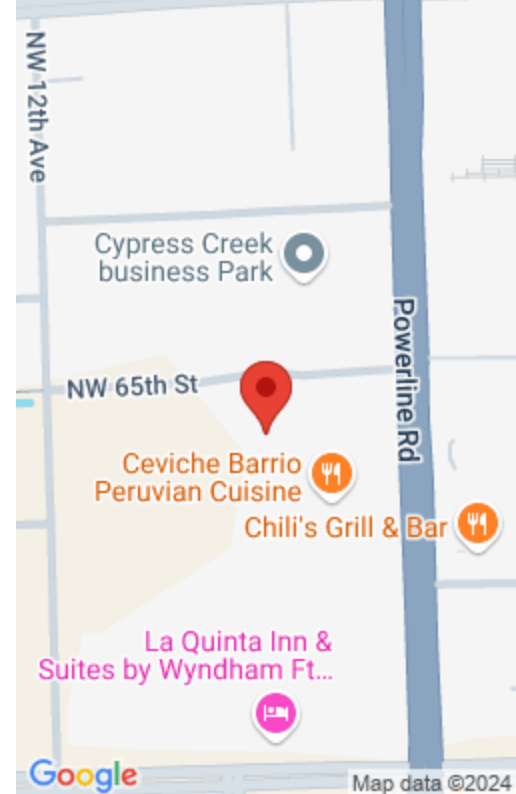 NW 12th Ave
Cypress Creek
business Park
Powerline Rd
NW 65th St
Ceviche Barrio
Peruvian Cuisine
Chili's Grill & Bar
La Quinta Inn &
Suites by Wyndham Ft...
Google
Map data ©2024